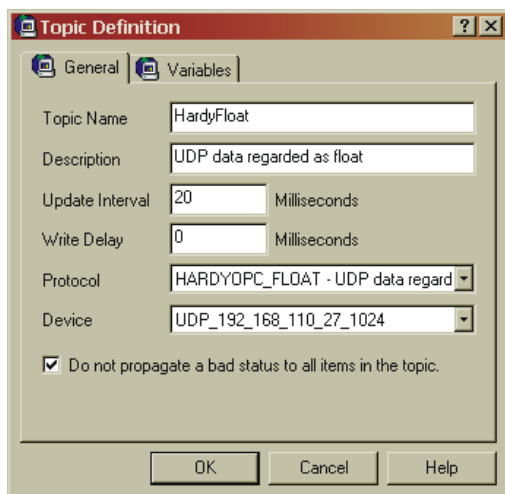 Topic Definition
? ×
General Variables
Topic Name HardyFloat
Description UDP data regarded as float
Update Interval 20 Milliseconds
Write Delay 0 Milliseconds
Protocol HARDYOPC_FLOAT - UDP data regard
Device UDP_192_168_110_27_1024
Do not propagate a bad status to all items in the topic.
OK Cancel Help